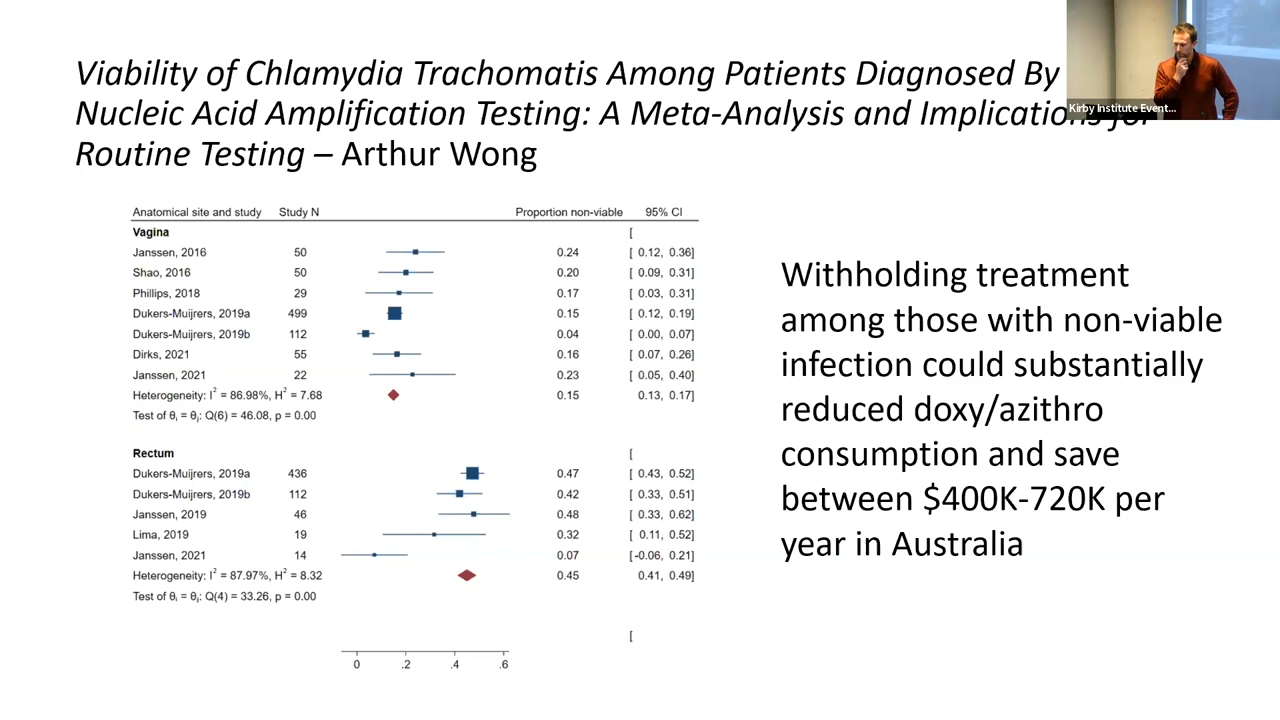 Viability of Chlamydia Trachomatis Among Patients Diagnosed By
Nucleic Acid Amplification Testing: A Meta-Analysis and Implications for
Routine Testing – Arthur Wong
Kirby Institute Event...
Anatomical site and study Study N Proportion non-viable 95% CI
Vagina [
Janssen, 2016 50 0.24 [ 0.12, 0.36]
Shao, 2016 50 0.20 [ 0.09, 0.31]
Phillips, 2018 29 0.17 [ 0.03, 0.31]
Dukers-Muijrers, 2019a 499 0.15 [ 0.12, 0.19]
Dukers-Muijrers, 2019b 112 0.04 [ 0.00, 0.07]
Dirks, 2021 55 0.16 [ 0.07, 0.26]
Janssen, 2021 22 0.23 [ 0.05, 0.40]
Heterogeneity: I² = 86.98%, H² = 7.68 0.15 0.13, 0.17]
Test of θᵢ = θⱼ: Q(6) = 46.08, p = 0.00
Rectum [
Dukers-Muijrers, 2019a 436 0.47 [ 0.43, 0.52]
Dukers-Muijrers, 2019b 112 0.42 [ 0.33, 0.51]
Janssen, 2019 46 0.48 [ 0.33, 0.62]
Lima, 2019 19 0.32 [ 0.11, 0.52]
Janssen, 2021 14 0.07 [-0.06, 0.21]
Heterogeneity: I² = 87.97%, H² = 8.32 0.45 0.41, 0.49]
Test of θᵢ = θⱼ: Q(4) = 33.26, p = 0.00
[
0 .2 .4 .6
Withholding treatment
among those with non-viable
infection could substantially
reduced doxy/azithro
consumption and save
between $400K-720K per
year in Australia